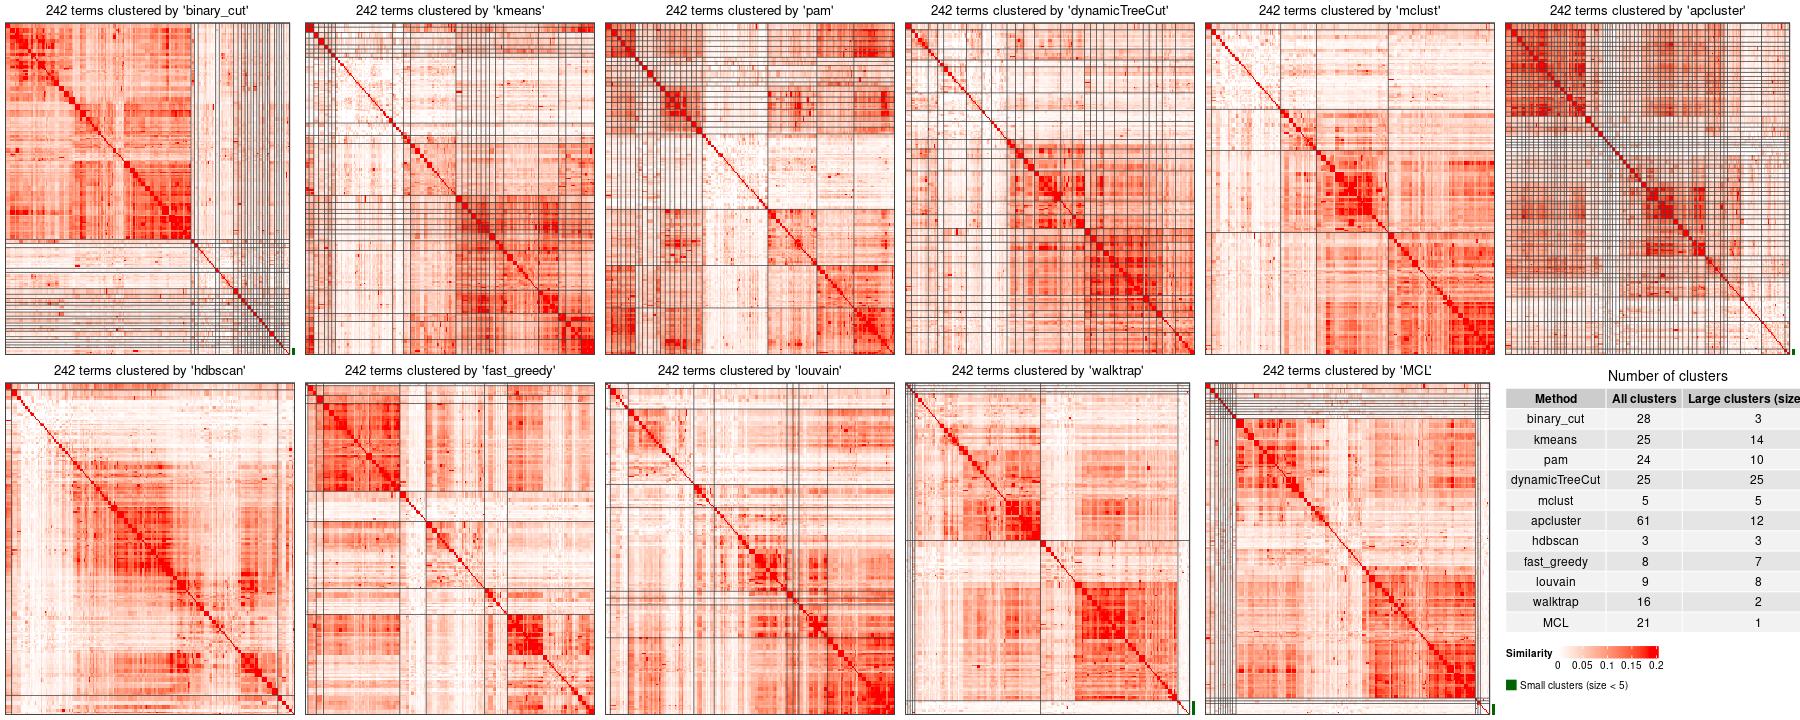 242 terms clustered by 'binary_cut'
242 terms clustered by 'kmeans'
242 terms clustered by 'pam'
242 terms clustered by 'dynamicTreeCut'
242 terms clustered by 'mclust'
242 terms clustered by 'apcluster'
242 terms clustered by 'hdbscan'
242 terms clustered by 'fast_greedy'
242 terms clustered by 'louvain'
242 terms clustered by 'walktrap'
242 terms clustered by 'MCL'
Number of clusters
Method All clusters Large clusters (size
binary_cut 28 3
kmeans 25 14
pam 24 10
dynamicTreeCut 25 25
mclust 5 5
apcluster 61 12
hdbscan 3 3
fast_greedy 8 7
louvain 9 8
walktrap 16 2
MCL 21 1
Similarity
0 0.05 0.1 0.15 0.2
Small clusters (size < 5)